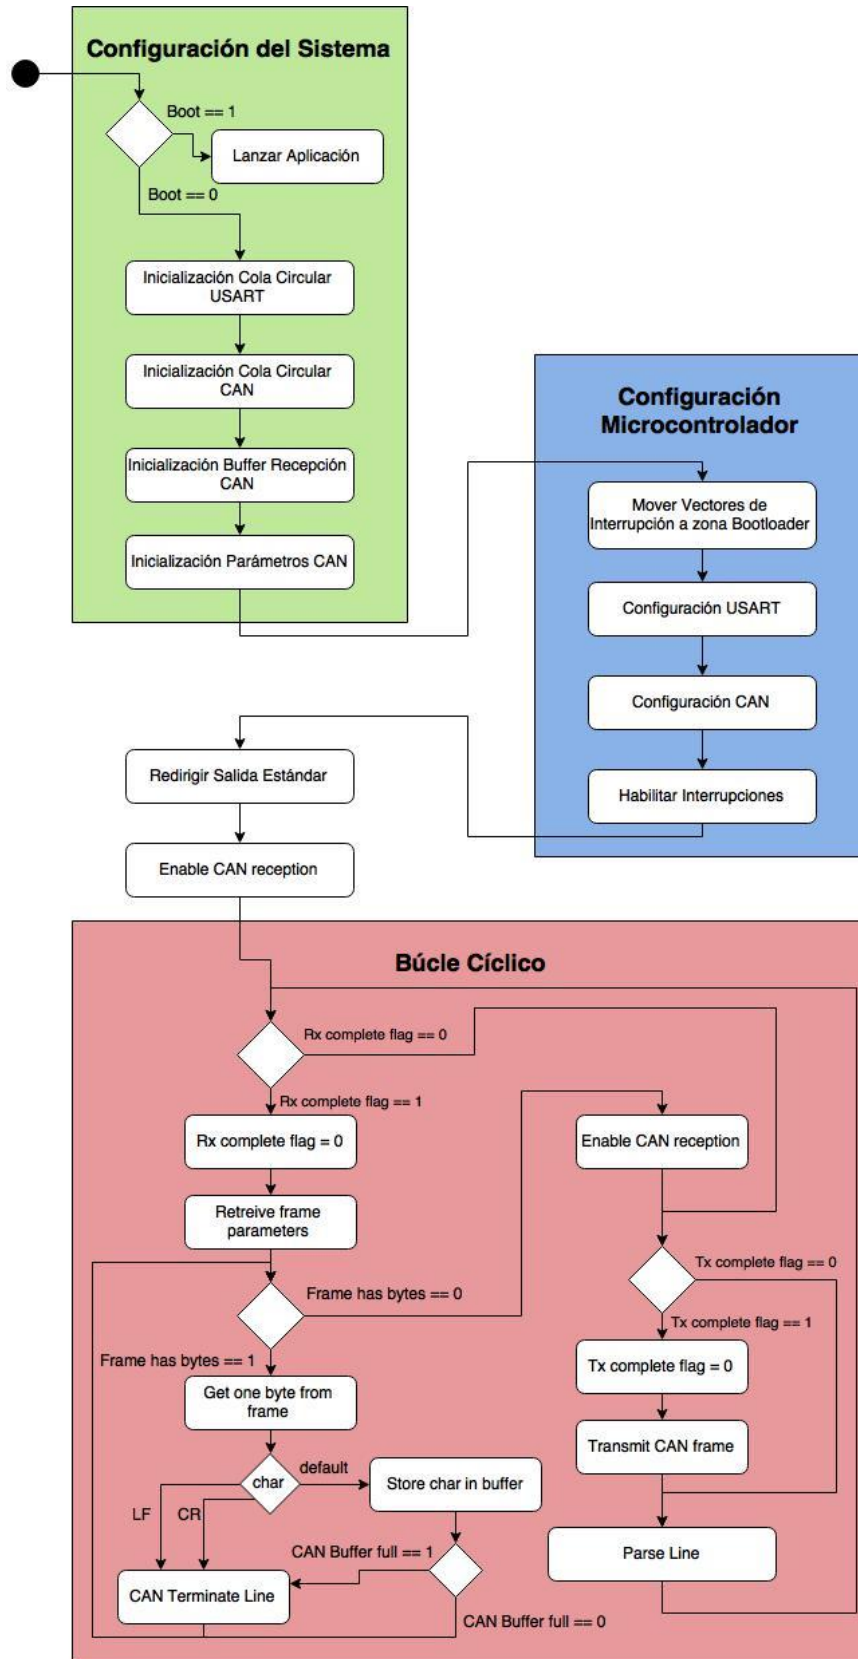 Configuración del Sistema
Boot == 1
Lanzar Aplicación
Boot == 0
Inicialización Cola Circular
USART
Inicialización Cola Circular
CAN
Inicialización Buffer Recepción
CAN
Inicialización Parámetros CAN
Configuración
Microcontrolador
Mover Vectores de
Interrupción a zona Bootloader
Configuración USART
Configuración CAN
Habilitar Interrupciones
Redirigir Salida Estándar
Enable CAN reception
Búcle Cíclico
Rx complete flag == 0
Rx complete flag == 1
Rx complete flag = 0
Retreive frame
parameters
Frame has bytes == 0
Frame has bytes == 1
Get one byte from
frame
char
default
LF
CR
Store char in buffer
CAN Buffer full == 1
CAN Terminate Line
CAN Buffer full == 0
Enable CAN reception
Tx complete flag == 0
Tx complete flag == 1
Tx complete flag = 0
Transmit CAN frame
Parse Line